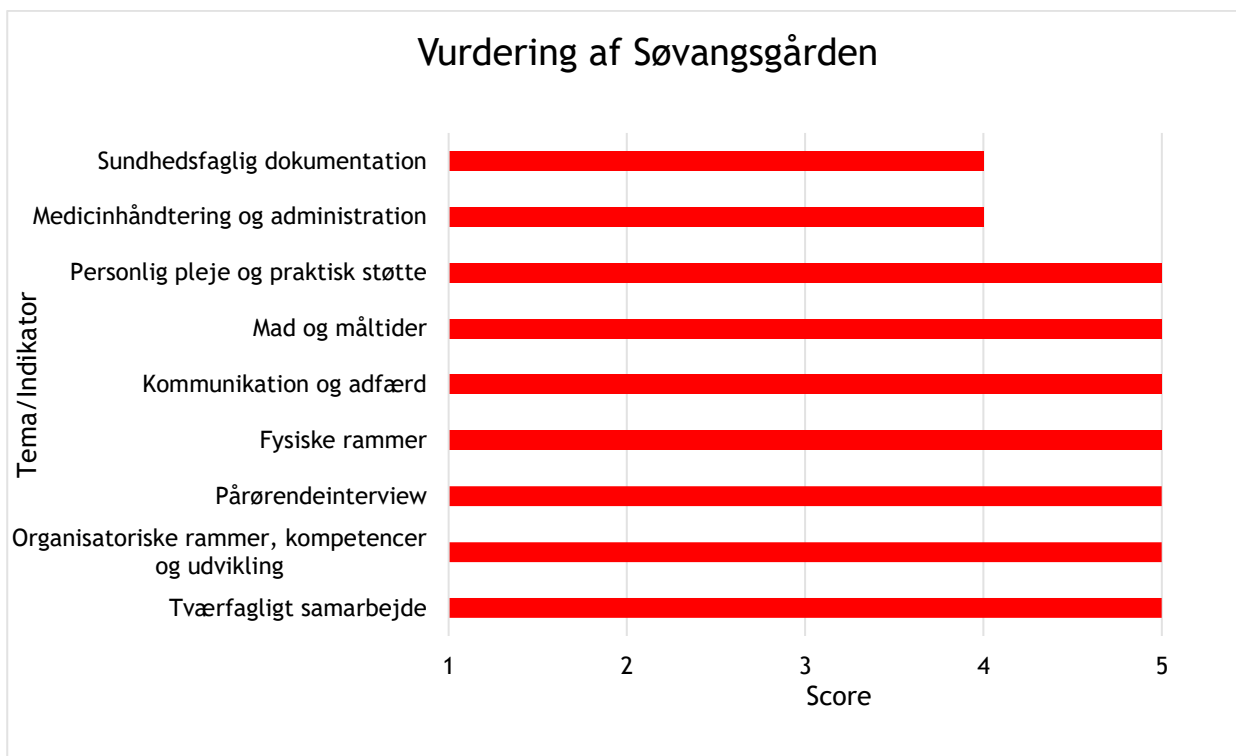 Vurdering af Søvangsgården
Sundhedsfaglig dokumentation
Medicinhåndtering og administration
Personlig pleje og praktisk støtte
Mad og måltider
Kommunikation og adfærd
Fysiske rammer
Pårørendeinterview
Organisatoriske rammer, kompetencer
og udvikling
Tværfagligt samarbejde
Tema/Indikator
1 2 3 4 5
Score